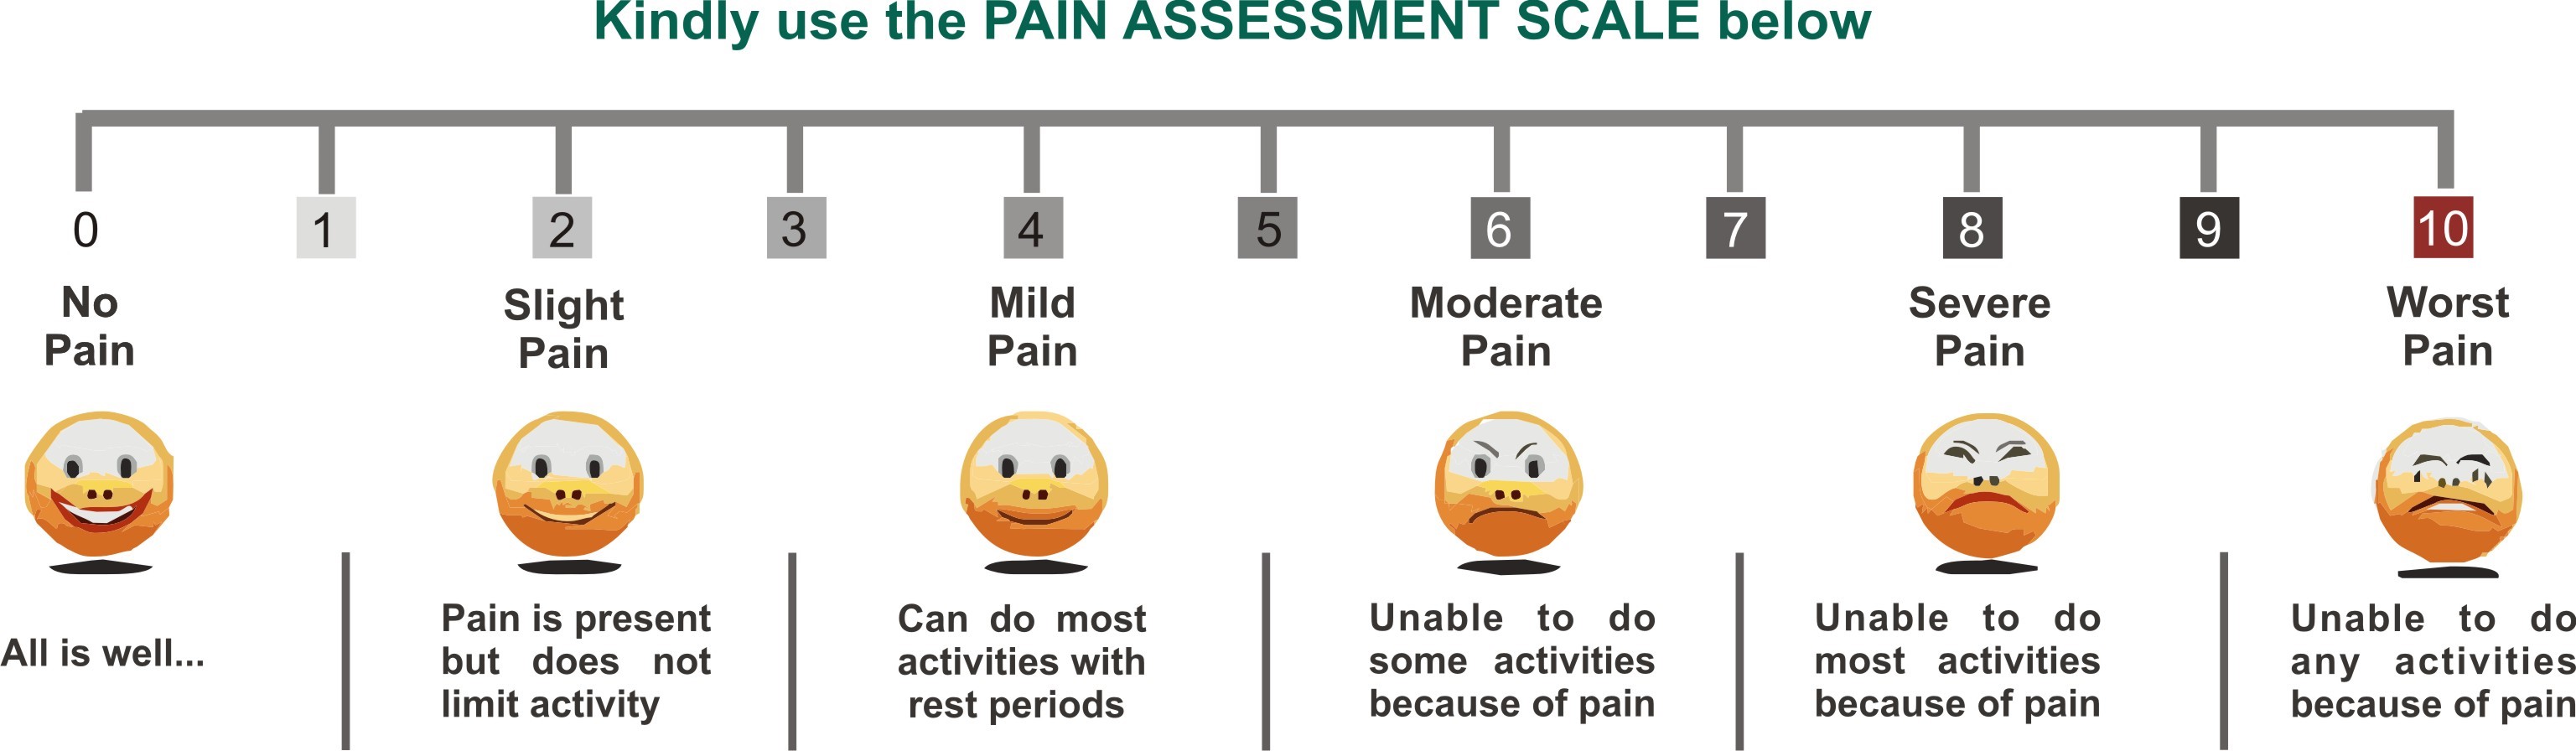 Kindly use the PAIN ASSESSMENT SCALE below
0 1 2 3 4 5 6 7 8 9 10
No
Pain
Slight
Pain
Mild
Pain
Moderate
Pain
Severe
Pain
Worst
Pain
All is well...
Pain is present
but does not
limit activity
Can do most
activities with
rest periods
Unable to do
some activities
because of pain
Unable to do
most activities
because of pain
Unable to do
any activities
because of pain